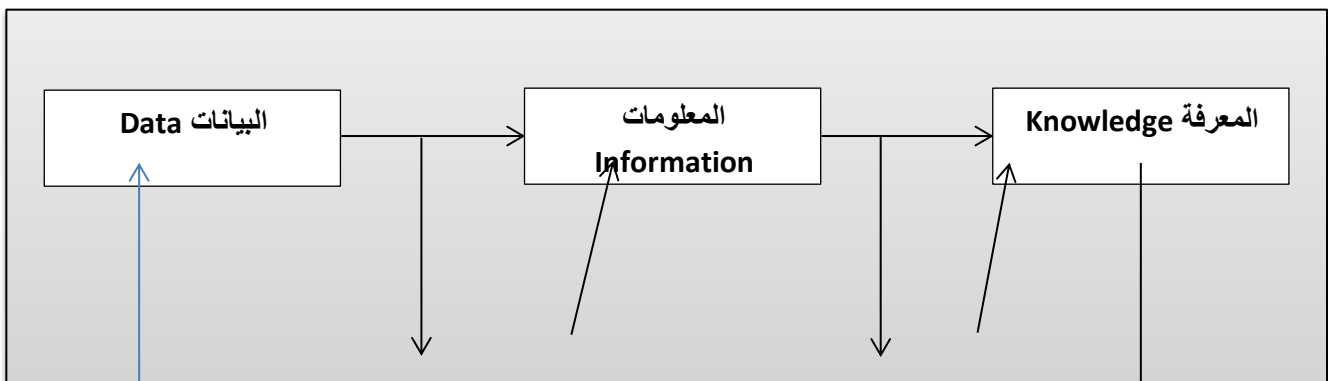 البيانات Data
المعلومات
Information
المعرفة Knowledge